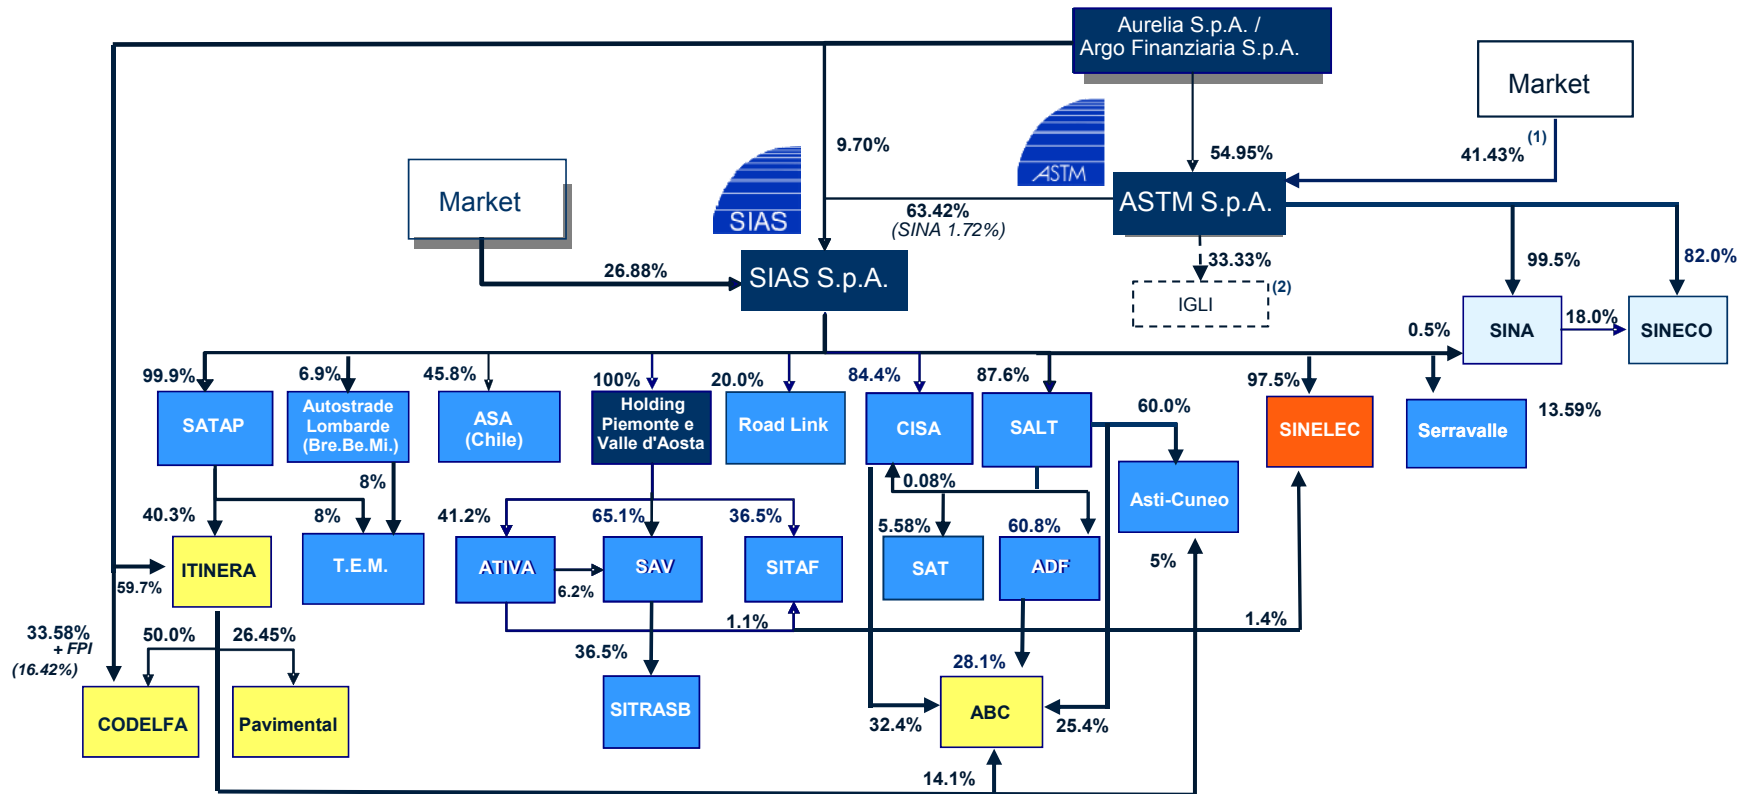 Aurelia S.p.A. /
Argo Finanziaria S.p.A.
Market
(1)
9.70%
54.95%
41.43%
ASTM
Market
SIAS
ASTM S.p.A.
63.42%
(SINA 1.72%)
26.88%
SIAS S.p.A.
33.33%
(2)
IGLI
99.5%
82.0%
0.5%
SINA
18.0%
SINECO
99.9%
6.9%
45.8%
100%
20.0%
84.4%
87.6%
60.0%
97.5%
13.59%
SATAP
Autostrade
Lombarde
(Bre.Be.Mi.)
ASA
(Chile)
Holding
Piemonte e
Valle d'Aosta
Road Link
CISA
SALT
SINELEC
Serravalle
8%
0.08%
Asti-Cuneo
40.3%
8%
41.2%
65.1%
36.5%
5.58%
60.8%
5%
ITINERA
T.E.M.
ATIVA
SAV
SITAF
SAT
ADF
59.7%
6.2%
1.1%
1.4%
33.58%
+ FPI
(16.42%)
50.0%
26.45%
36.5%
28.1%
CODELFA
Pavimental
SITRASB
ABC
32.4%
25.4%
14.1%